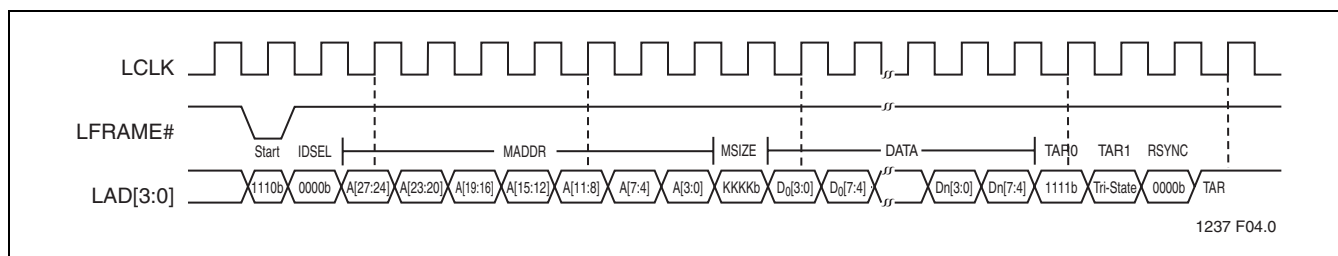 LCLK
LFRAME#
Start IDSEL MADDR MSIZE DATA TAR0 TAR1 RSYNC
LAD[3:0] 1110b 0000b A[27:24] A[23:20] A[19:16] A[15:12] A[11:8] A[7:4] A[3:0] KKKKb D0[3:0] D0[7:4] Dn[3:0] Dn[7:4] 1111b Tri-State 0000b TAR
1237 F04.0